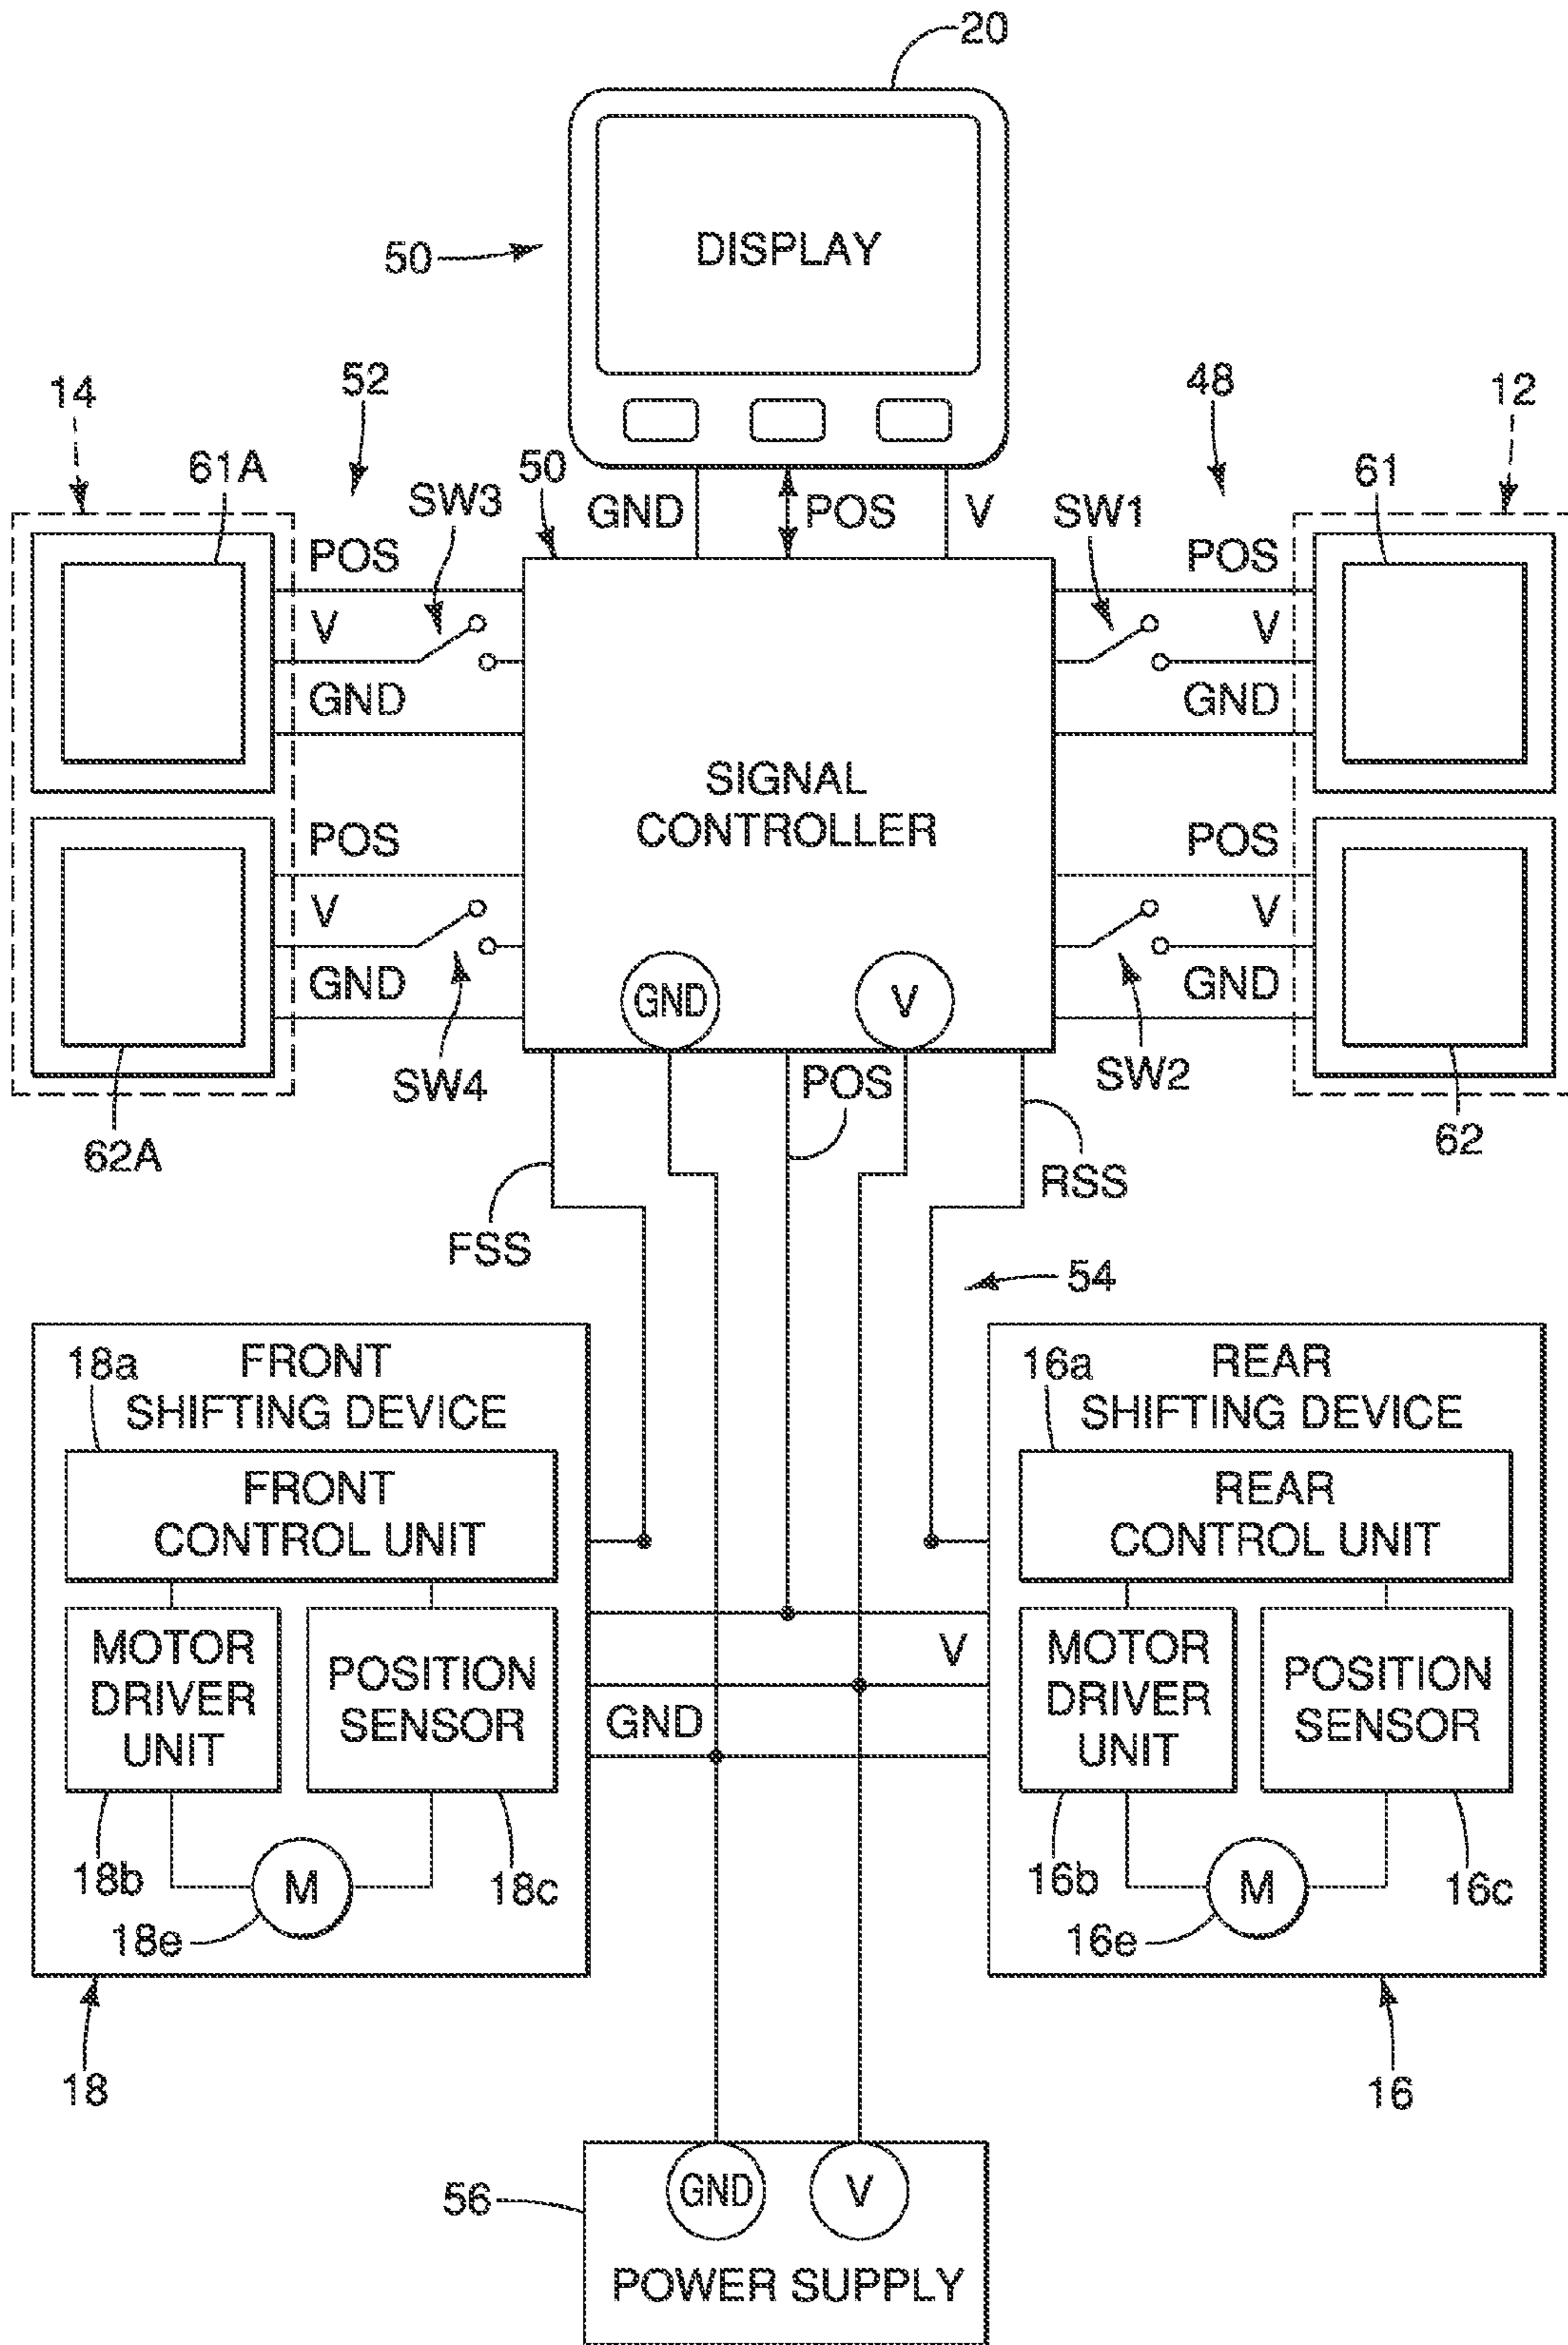 20
DISPLAY
50
14
52
48
12
61A
SW3
50
GND
POS
V
SW1
61
POS
V
GND
POS
V
GND
SIGNAL
CONTROLLER
POS
V
GND
POS
V
GND
GND
V
62A
SW4
POS
SW2
62
FSS
RSS
54
18a
FRONT
SHIFTING DEVICE
FRONT
CONTROL UNIT
MOTOR
DRIVER
UNIT
POSITION
SENSOR
18b
M
18c
18e
18
V
GND
16a
REAR
SHIFTING DEVICE
REAR
CONTROL UNIT
MOTOR
DRIVER
UNIT
POSITION
SENSOR
16b
M
16c
16e
16
56
GND
V
POWER SUPPLY